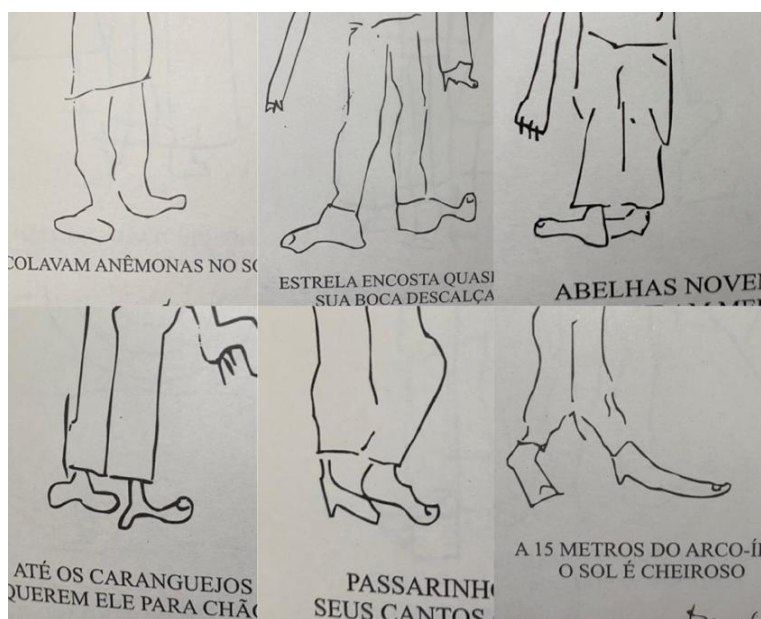 COLAVAM ANÊMONAS NO
ESTRELA ENCOSTA
SUA BOCA DESCALÇA
ABELHAS
ATÉ OS CARANGUEJOS
QUEREM ELE PARA
PASSARINH
SEUS CANTOS
A 15 METROS DO
O SOL É CHEIROSO